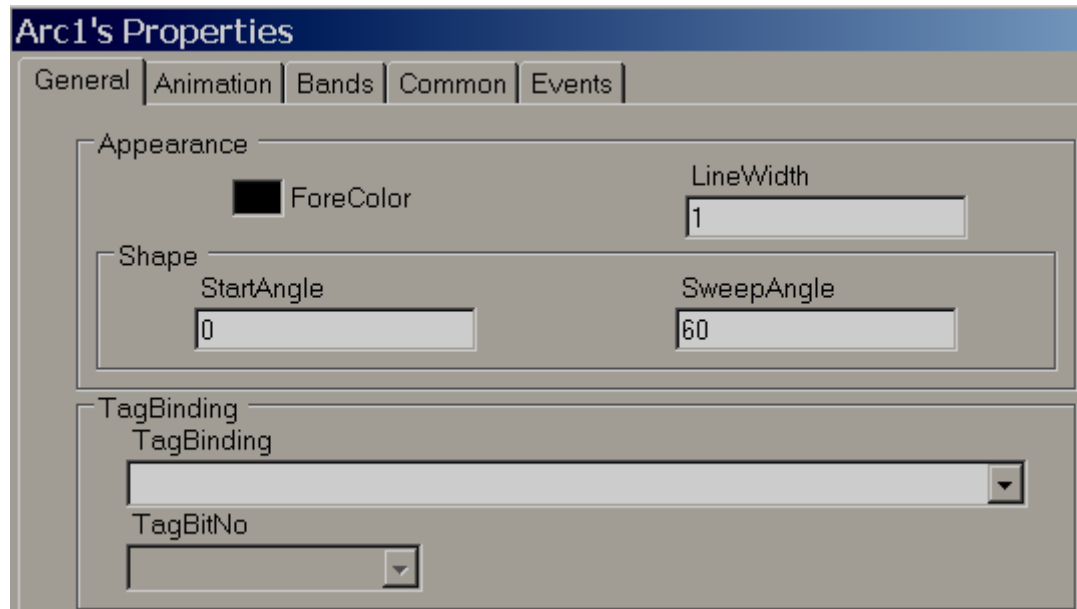 Arc1's Properties
General Animation Bands Common Events
Appearance
ForeColor
LineWidth
1
Shape
StartAngle
SweepAngle
0
60
TagBinding
TagBinding
TagBitNo